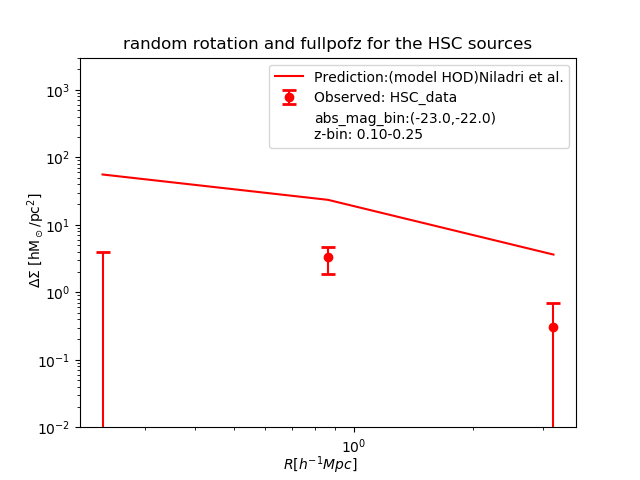 random rotation and fullpofz for the HSC sources
Prediction:(model HOD)Niladri et al.
Observed: HSC_data
abs_mag_bin:(-23.0,-22.0)
z-bin: 0.10-0.25
10³
10²
10¹
10⁰
10⁻¹
10⁻²
ΔΣ [hM⊙/pc²]
10⁰
R[h⁻¹Mpc]